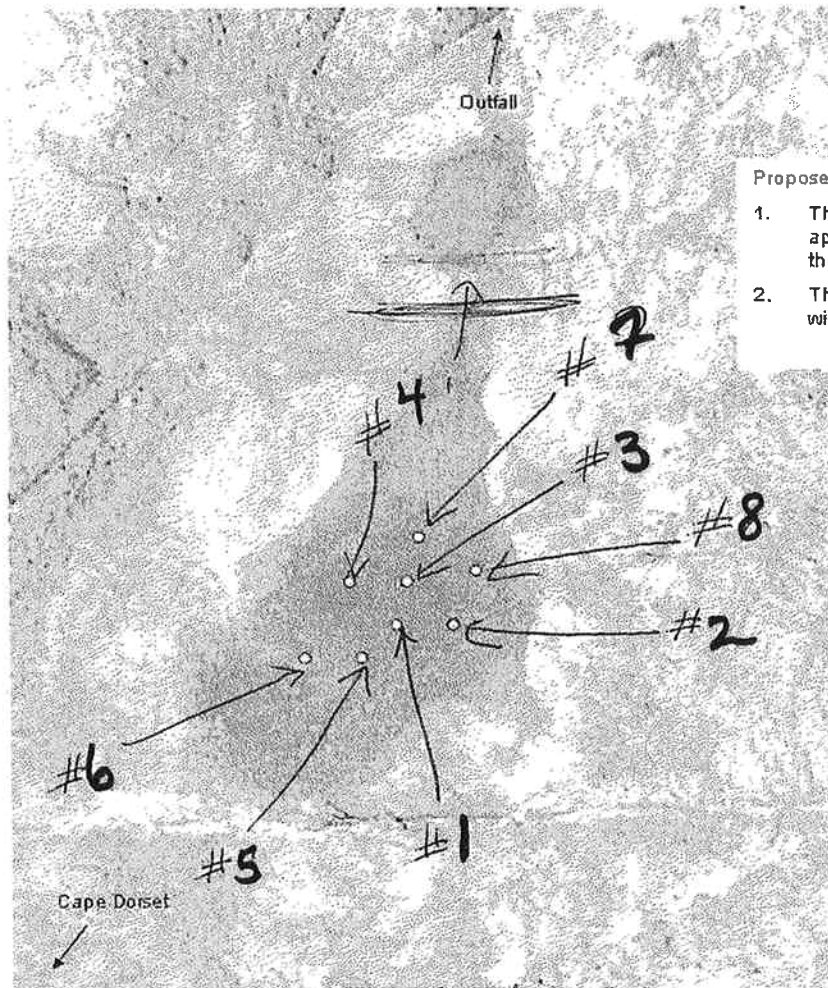 Outfall
Propose
1. Th
ap
th
2. Th
wi
#7
#4
#3
#8
#2
#6
#1
#5
Cape Dorset